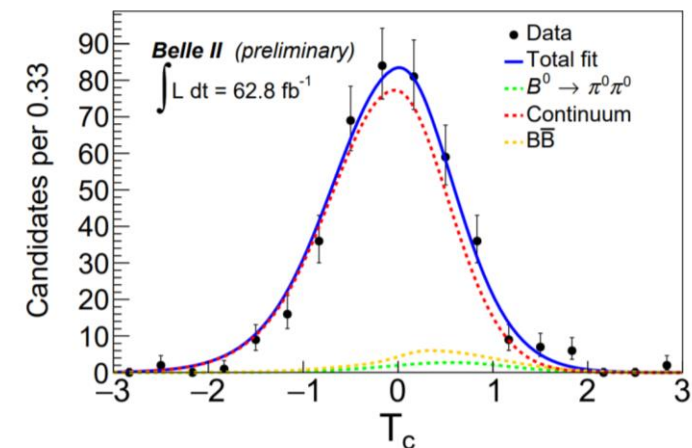 Candidates per 0.33
90
80
70
60
50
40
30
20
10
0
Belle II (preliminary)
∫L dt = 62.8 fb⁻¹
Data
Total fit
B⁰ → π⁰π⁰
Continuum
BB̅
−3 −2 −1 0 1 2 3
T_c